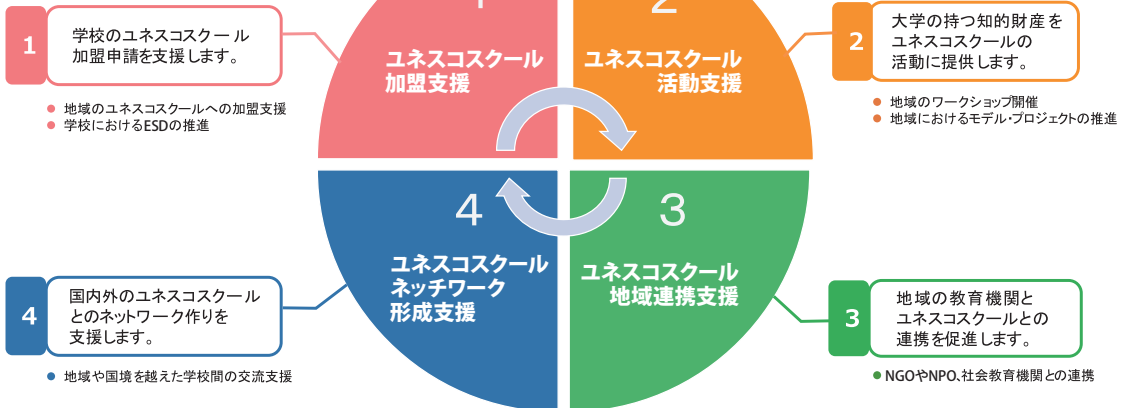 1
学校のユネスコスクール
加盟申請を支援します。
● 地域のユネスコスクールへの加盟支援
● 学校におけるESDの推進
1
ユネスコスクール
加盟支援
2
ユネスコスクール
活動支援
2
大学の持つ知的財産を
ユネスコスクールの
活動に提供します。
● 地域のワークショップ開催
● 地域におけるモデル・プロジェクトの推進
4
ユネスコスクール
ネッチワーク
形成支援
3
ユネスコスクール
地域連携支援
4
国内外のユネスコスクール
とのネットワーク作りを
支援します。
● 地域や国境を越えた学校間の交流支援
3
地域の教育機関と
ユネスコスクールとの
連携を促進します。
● NGOやNPO、社会教育機関との連携